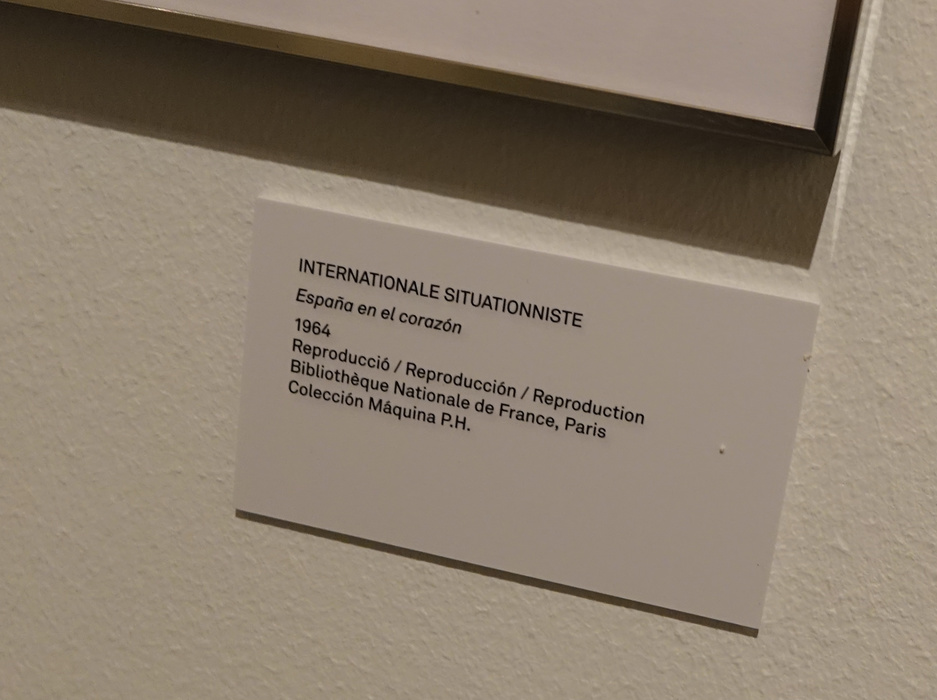 INTERNATIONALE SITUATIONNISTE
España en el corazón
1964
Reproducció / Reproducción / Reproduction
Bibliothèque Nationale de France, Paris
Colección Máquina P.H.